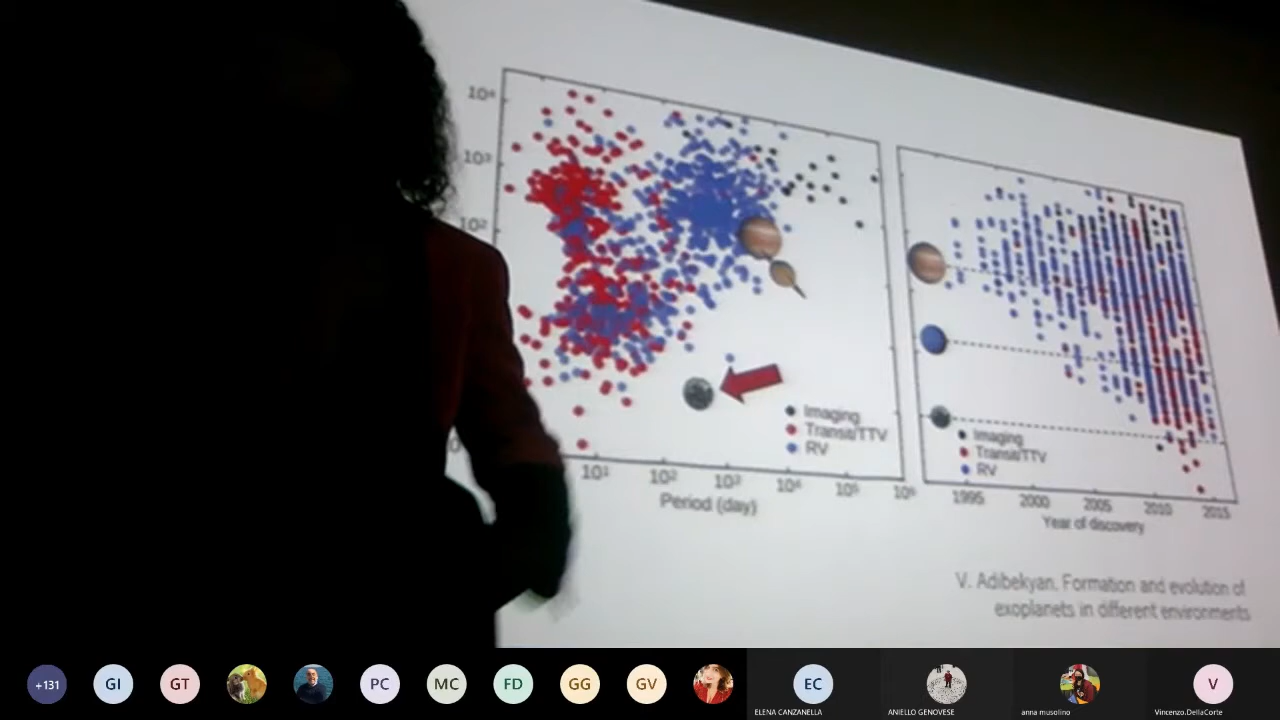 10⁴
10³
10²
10¹ 10² 10³ 10⁴ 10⁵ 10⁶
Period (day)
Imaging
Transit/TTV
RV
Imaging
Transit/TTV
RV
1995 2000 2005 2010 2015
Year of discovery
V. Adibekyan, Formation and evolution of
exoplanets in different environments
+131 GI GT PC MC FD GG GV EC V
ELENA CANZANELLA ANIELLO GENOVESE anna musolino Vincenzo.DellaCorte